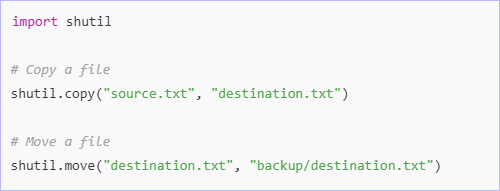 import shutil
# Copy a file
shutil.copy("source.txt", "destination.txt")
# Move a file
shutil.move("destination.txt", "backup/destination.txt")